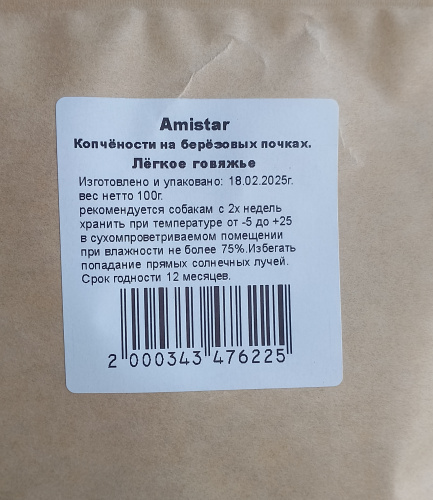 Amistar
Копчёности на берёзовых почках.
Лёгкое говяжье
Изготовлено и упаковано: 18.02.2025г.
вес нетто 100г.
рекомендуется собакам с 2х недель
хранить при температуре от -5 до +25
в сухомпроветриваемом помещении
при влажности не более 75%.Избегать
попадание прямых солнечных лучей.
Срок годности 12 месяцев.
2 000343 476225